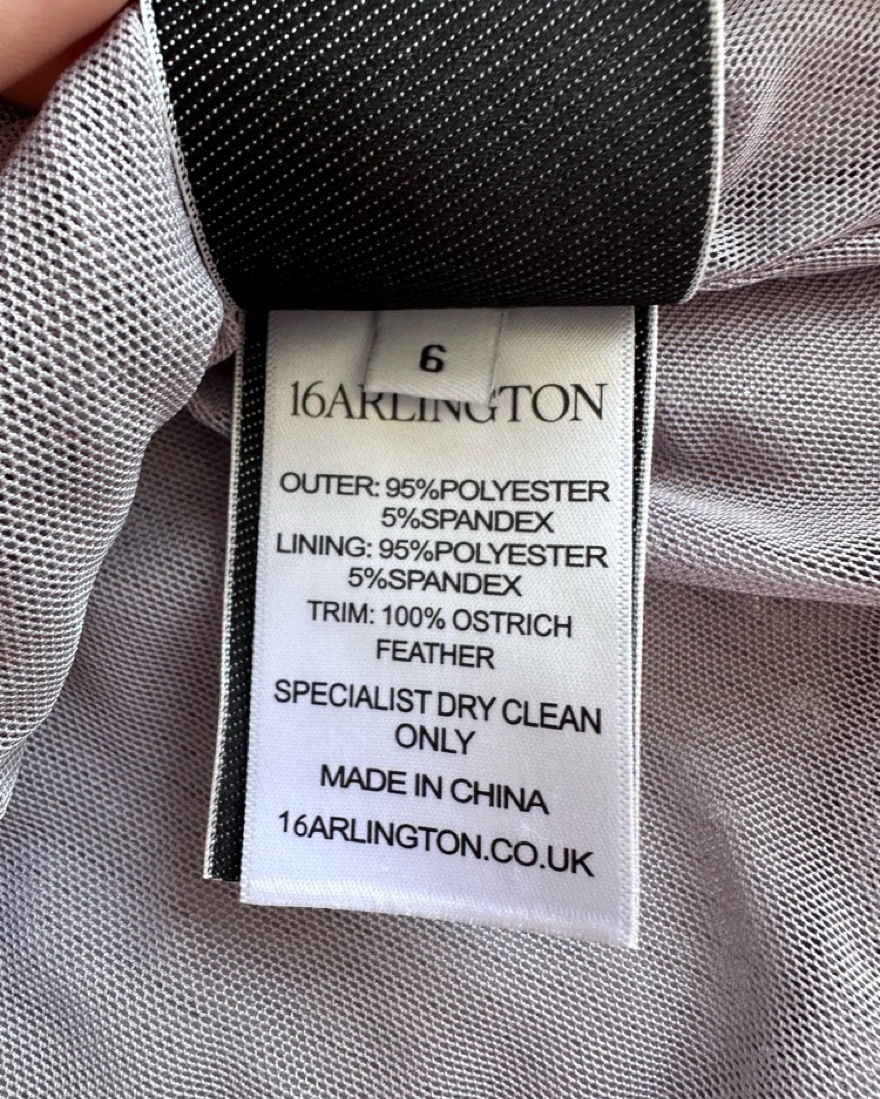 6
16ARLINGTON
OUTER: 95%POLYESTER
5%SPANDEX
LINING: 95%POLYESTER
5%SPANDEX
TRIM: 100% OSTRICH
FEATHER
SPECIALIST DRY CLEAN
ONLY
MADE IN CHINA
16ARLINGTON.CO.UK